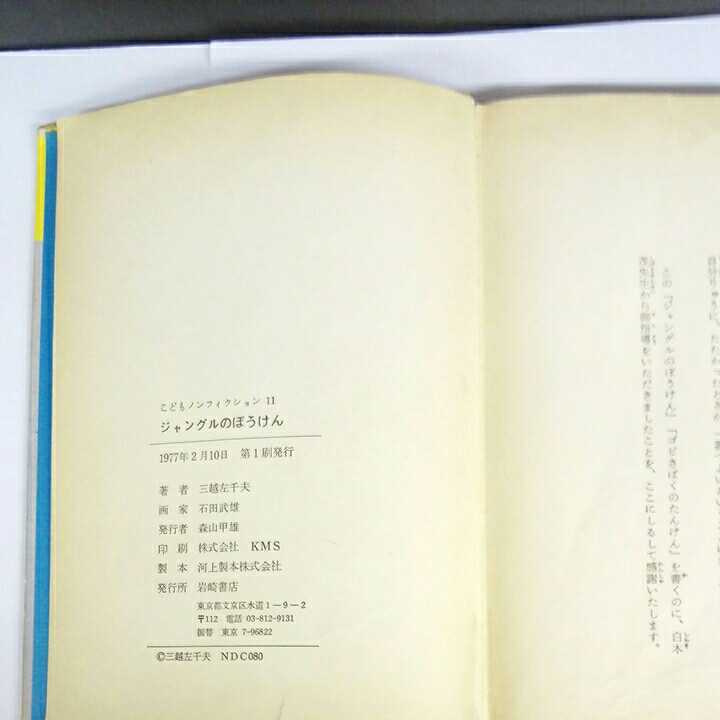 こどもノンフィクション 11
ジャングルのぼうけん
1977年2月10日 第1刷発行
著者 三越左千夫
画家 石田武雄
発行者 森山甲雄
印刷 株式会社 KMS
製本 河上製本株式会社
発行所 岩崎書店
東京都文京区水道1−9−2
〒112 電話 03-812-9131
振替 東京 7-96822
©三越左千夫 NDC080
この『ジャングルのぼうけん』『ゴビさばくのたんけん』を書くのに、白木
先生から御指導をいただきましたことを、ここにしるして感謝いたします。